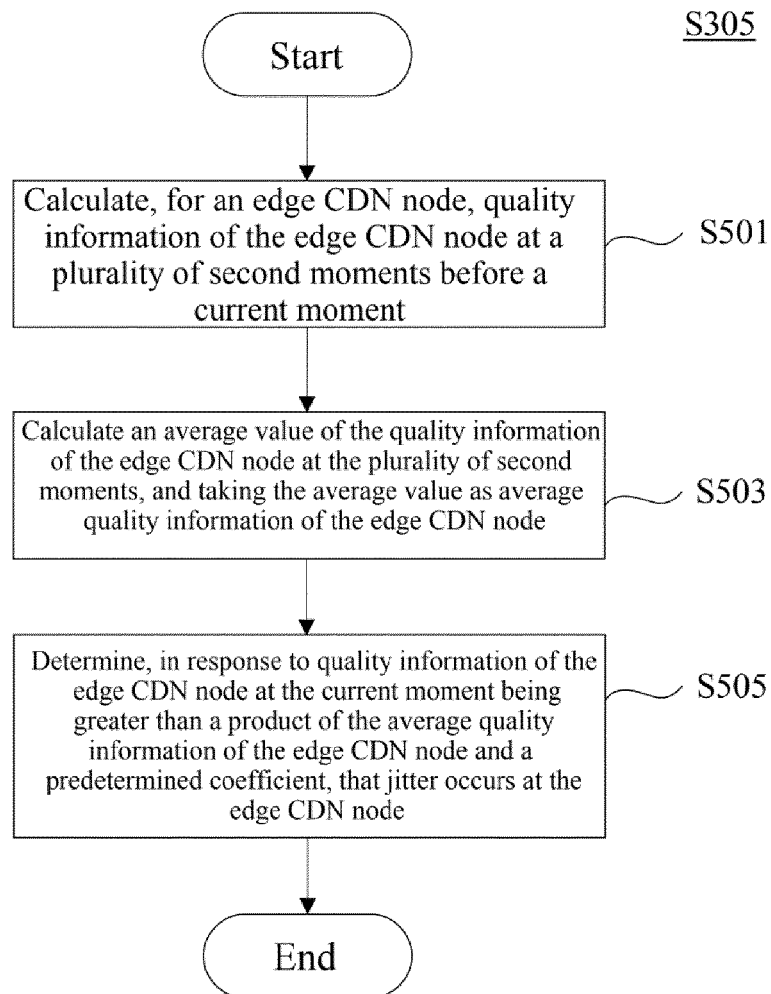 S305
Start
Calculate, for an edge CDN node, quality
information of the edge CDN node at a
plurality of second moments before a
current moment
S501
Calculate an average value of the quality information
of the edge CDN node at the plurality of second
moments, and taking the average value as average
quality information of the edge CDN node
S503
Determine, in response to quality information of the
edge CDN node at the current moment being
greater than a product of the average quality
information of the edge CDN node and a
predetermined coefficient, that jitter occurs at the
edge CDN node
S505
End